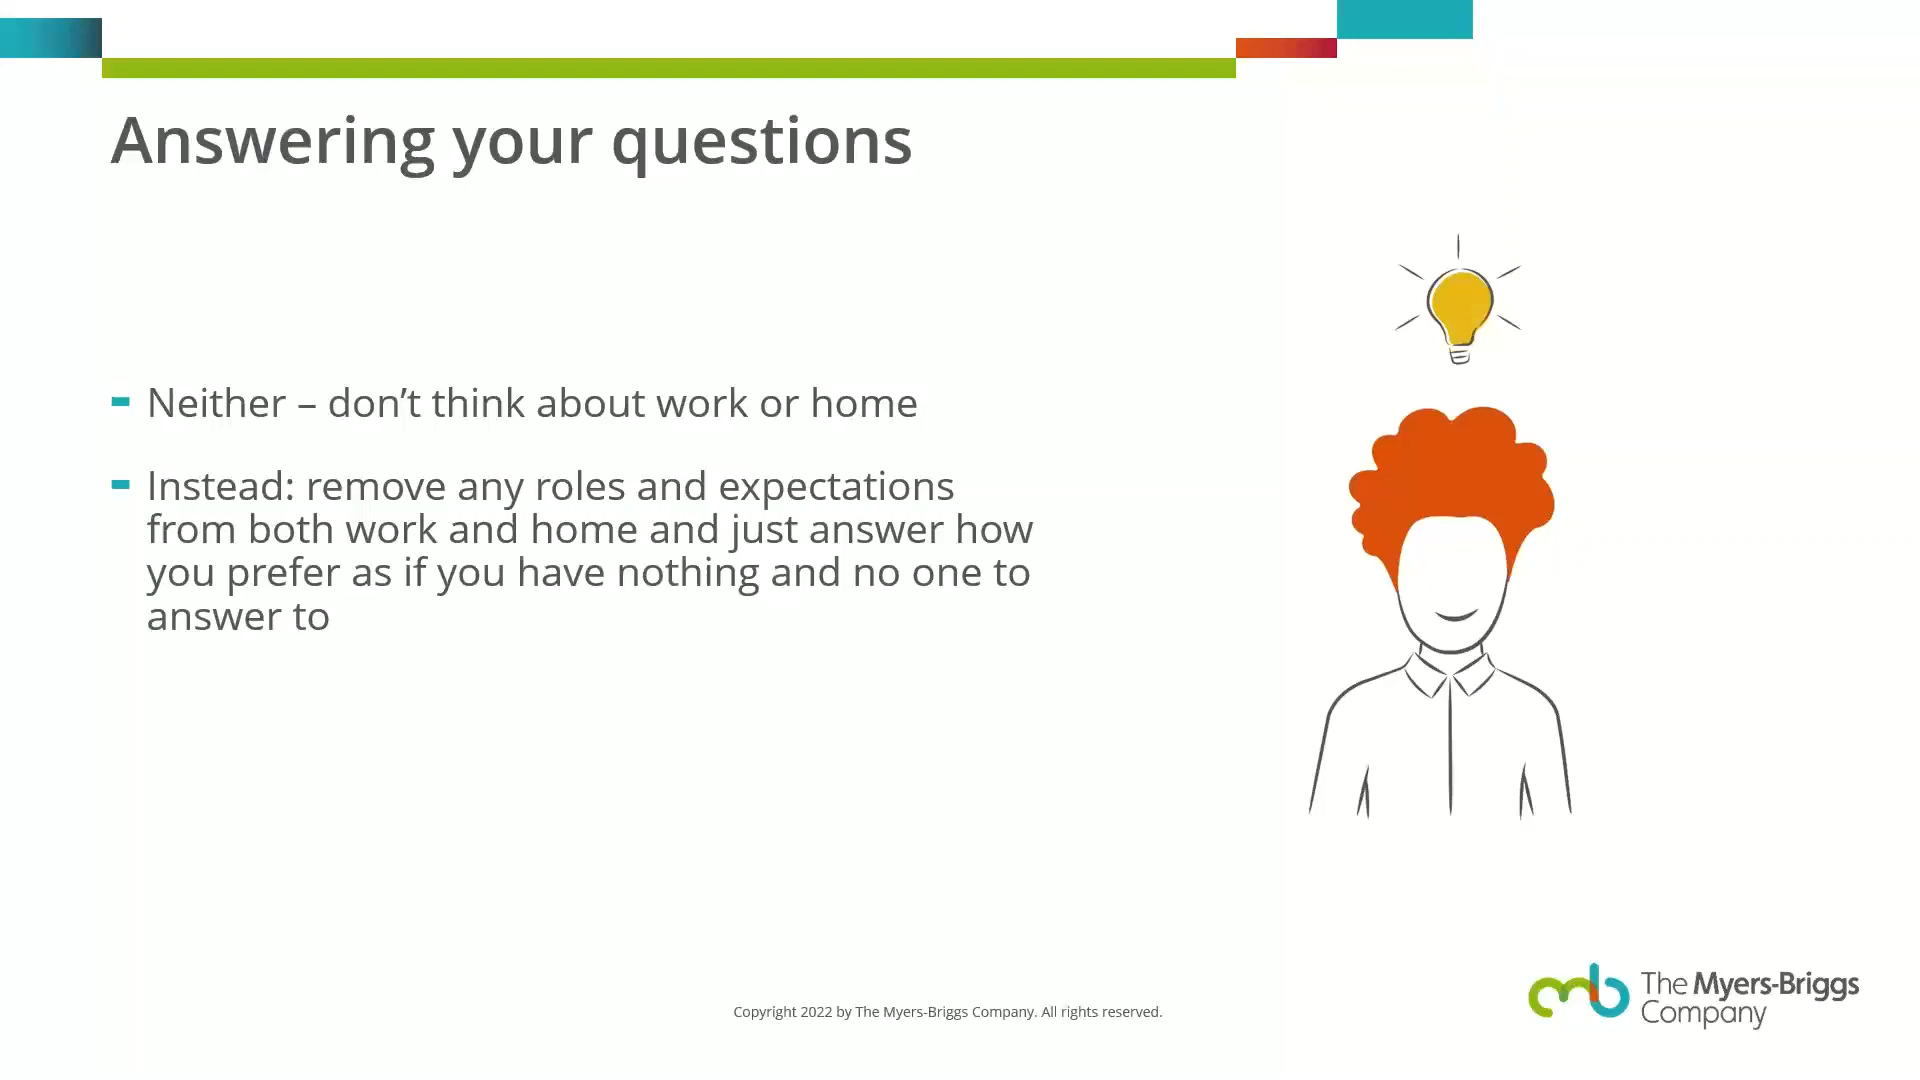 Answering your questions
Neither – don’t think about work or home
Instead: remove any roles and expectations
from both work and home and just answer how
you prefer as if you have nothing and no one to
answer to
Copyright 2022 by The Myers-Briggs Company. All rights reserved.
The Myers-Briggs
Company